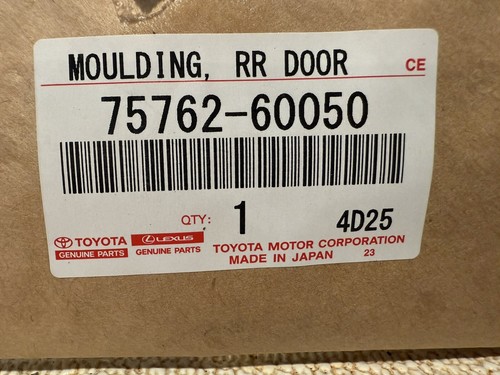 MOULDING, RR DOOR
CE
75762-60050
QTY: 1 4D25
TOYOTA LEXUS TOYOTA MOTOR CORPORATION
GENUINE PARTS GENUINE PARTS MADE IN JAPAN 23